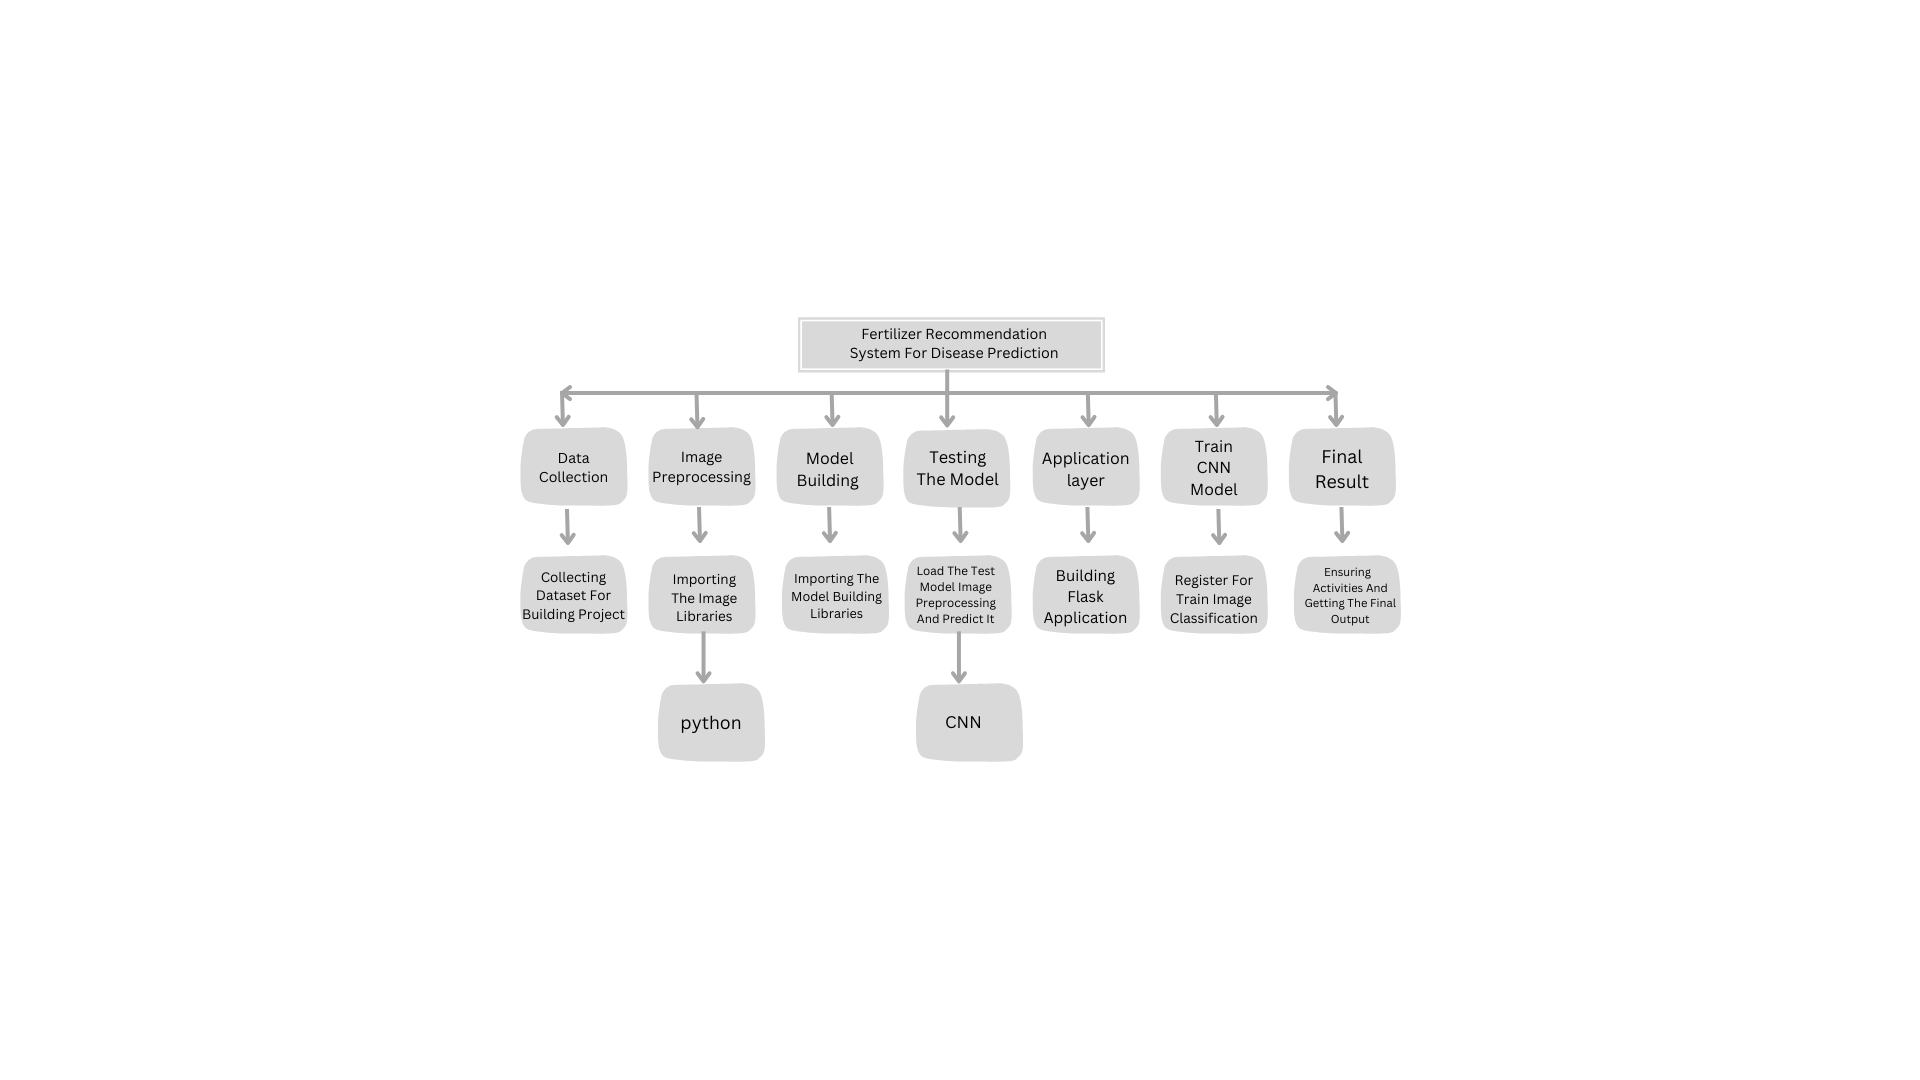 Fertilizer Recommendation
System For Disease Prediction
Data
Collection
Image
Preprocessing
Model
Building
Testing
The Model
Application
layer
Train
CNN
Model
Final
Result
Collecting
Dataset For
Building Project
Importing
The Image
Libraries
Importing The
Model Building
Libraries
Load The Test
Model Image
Preprocessing
And Predict It
Building
Flask
Application
Register For
Train Image
Classification
Ensuring
Activities And
Getting The Final
Output
python
CNN